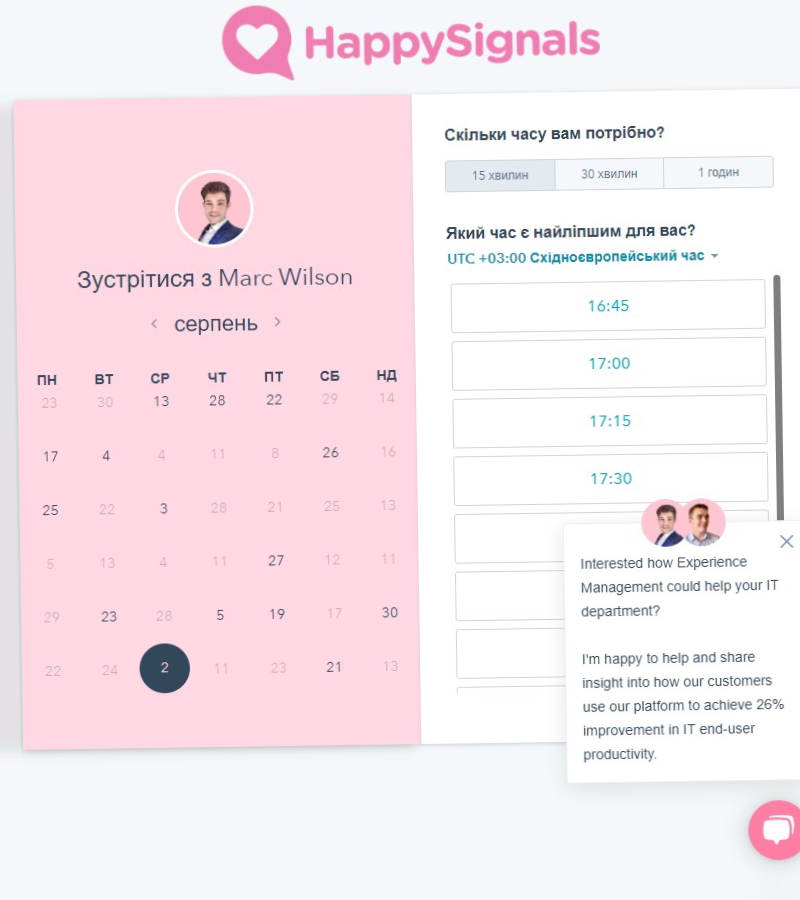 HappySignals
Зустрітися з Marc Wilson
серпень
ПН ВТ СР ЧТ ПТ СБ НД
23 30 13 28 22 29 14
17 4 4 11 8 26 16
25 22 3 28 21 25 13
5 13 4 11 27 12 11
29 23 28 5 19 17 30
22 24 2 11 23 21 13
Скільки часу вам потрібно?
15 хвилин 30 хвилин 1 годин
Який час є найліпшим для вас?
UTC +03:00 Східноєвропейський час
16:45
17:00
17:15
17:30
Interested how Experience
Management could help your IT
department?
I'm happy to help and share
insight into how our customers
use our platform to achieve 26%
improvement in IT end-user
productivity.